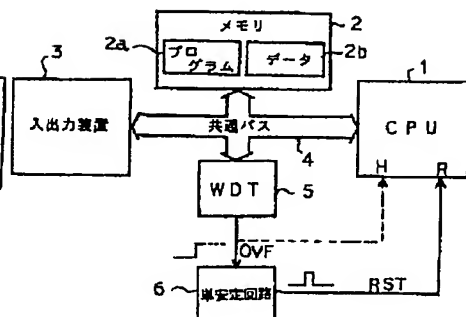 メモリ
2
2a
プロ
グラム
データ
2b
3
入出力装置
共通バス
4
1
CPU
H
R
WDT
5
OVF
6
単安定回路
RST